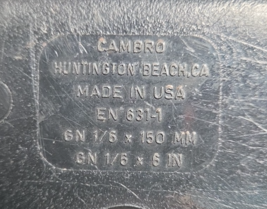 CAMBRO
HUNTINGTON BEACH, CA
MADE IN USA
EN 631-1
GN 1/6 x 150 MM
GN 1/6 x 6 IN